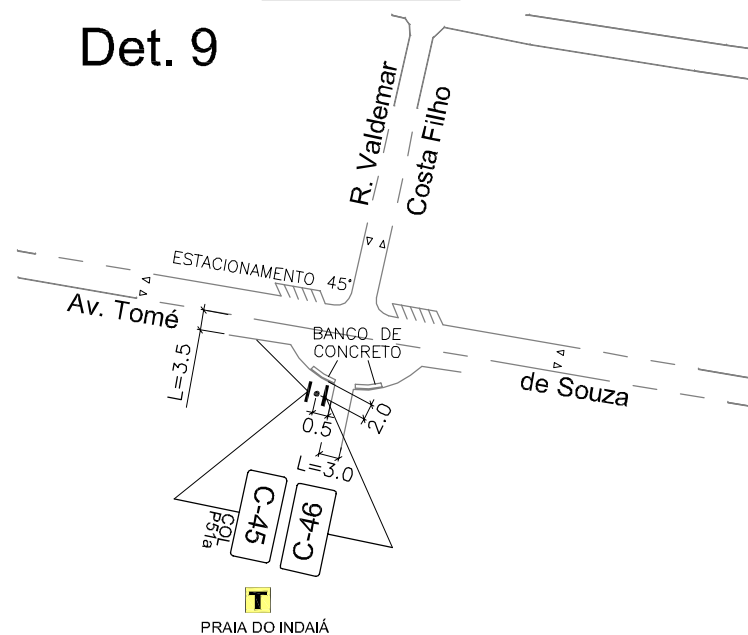 Det. 9
R. Valdemar
Costa Filho
ESTACIONAMENTO 45°
Av. Tomé
BANCO DE
CONCRETO
de Souza
L=3.5
2.0
0.5
L=3.0
C-45
C-46
COL
P51a
T
PRAIA DO INDAIÁ